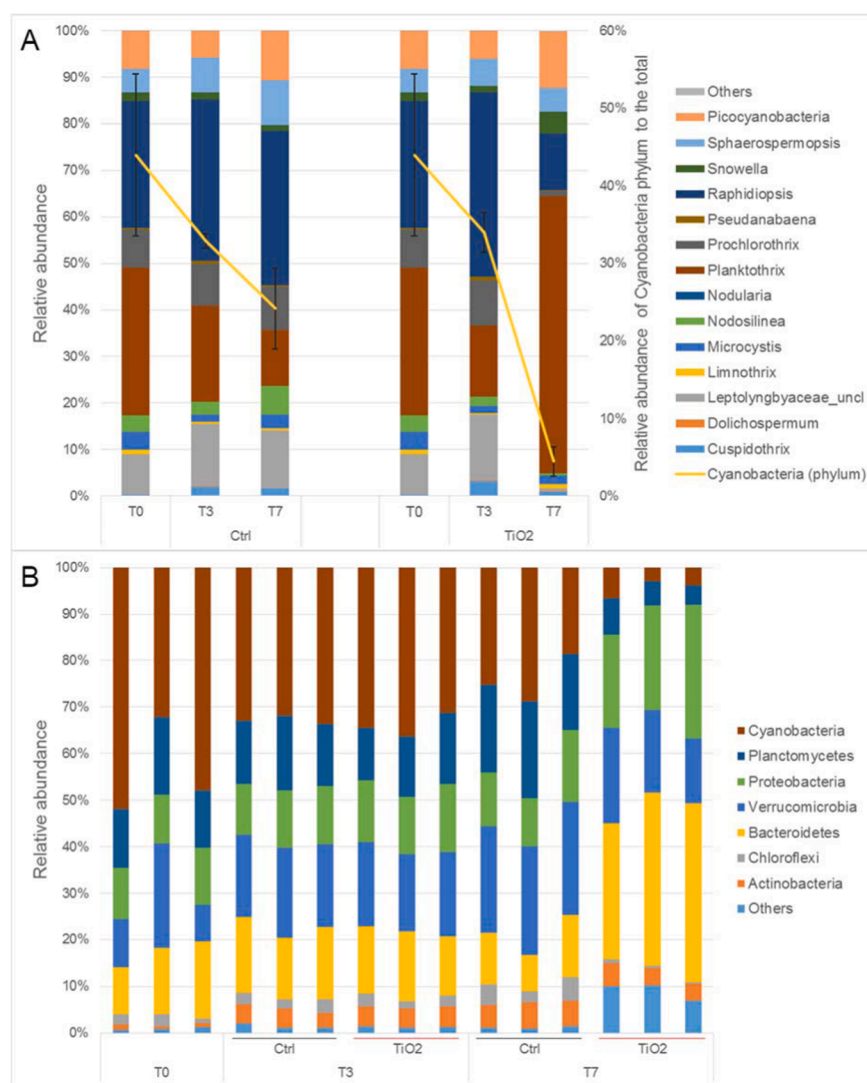 A
100%
90%
80%
70%
60%
50%
40%
30%
20%
10%
0%
Relative abundance
T0
T3
T7
T0
T3
T7
Ctrl
TiO2
60%
50%
40%
30%
20%
10%
0%
Relative abundance of Cyanobacteria phylum to the total
Others
Picocyanobacteria
Sphaerospermopsis
Snowella
Raphidiopsis
Pseudanabaena
Prochlorothrix
Planktothrix
Nodularia
Nodosilinea
Microcystis
Limnothrix
Leptolyngbyaceae_uncl
Dolichospermum
Cuspidothrix
Cyanobacteria (phylum)
B
100%
90%
80%
70%
60%
50%
40%
30%
20%
10%
0%
Relative abundance
Ctrl
TiO2
Ctrl
TiO2
T0
T3
T7
Cyanobacteria
Planctomycetes
Proteobacteria
Verrucomicrobia
Bacteroidetes
Chloroflexi
Actinobacteria
Others